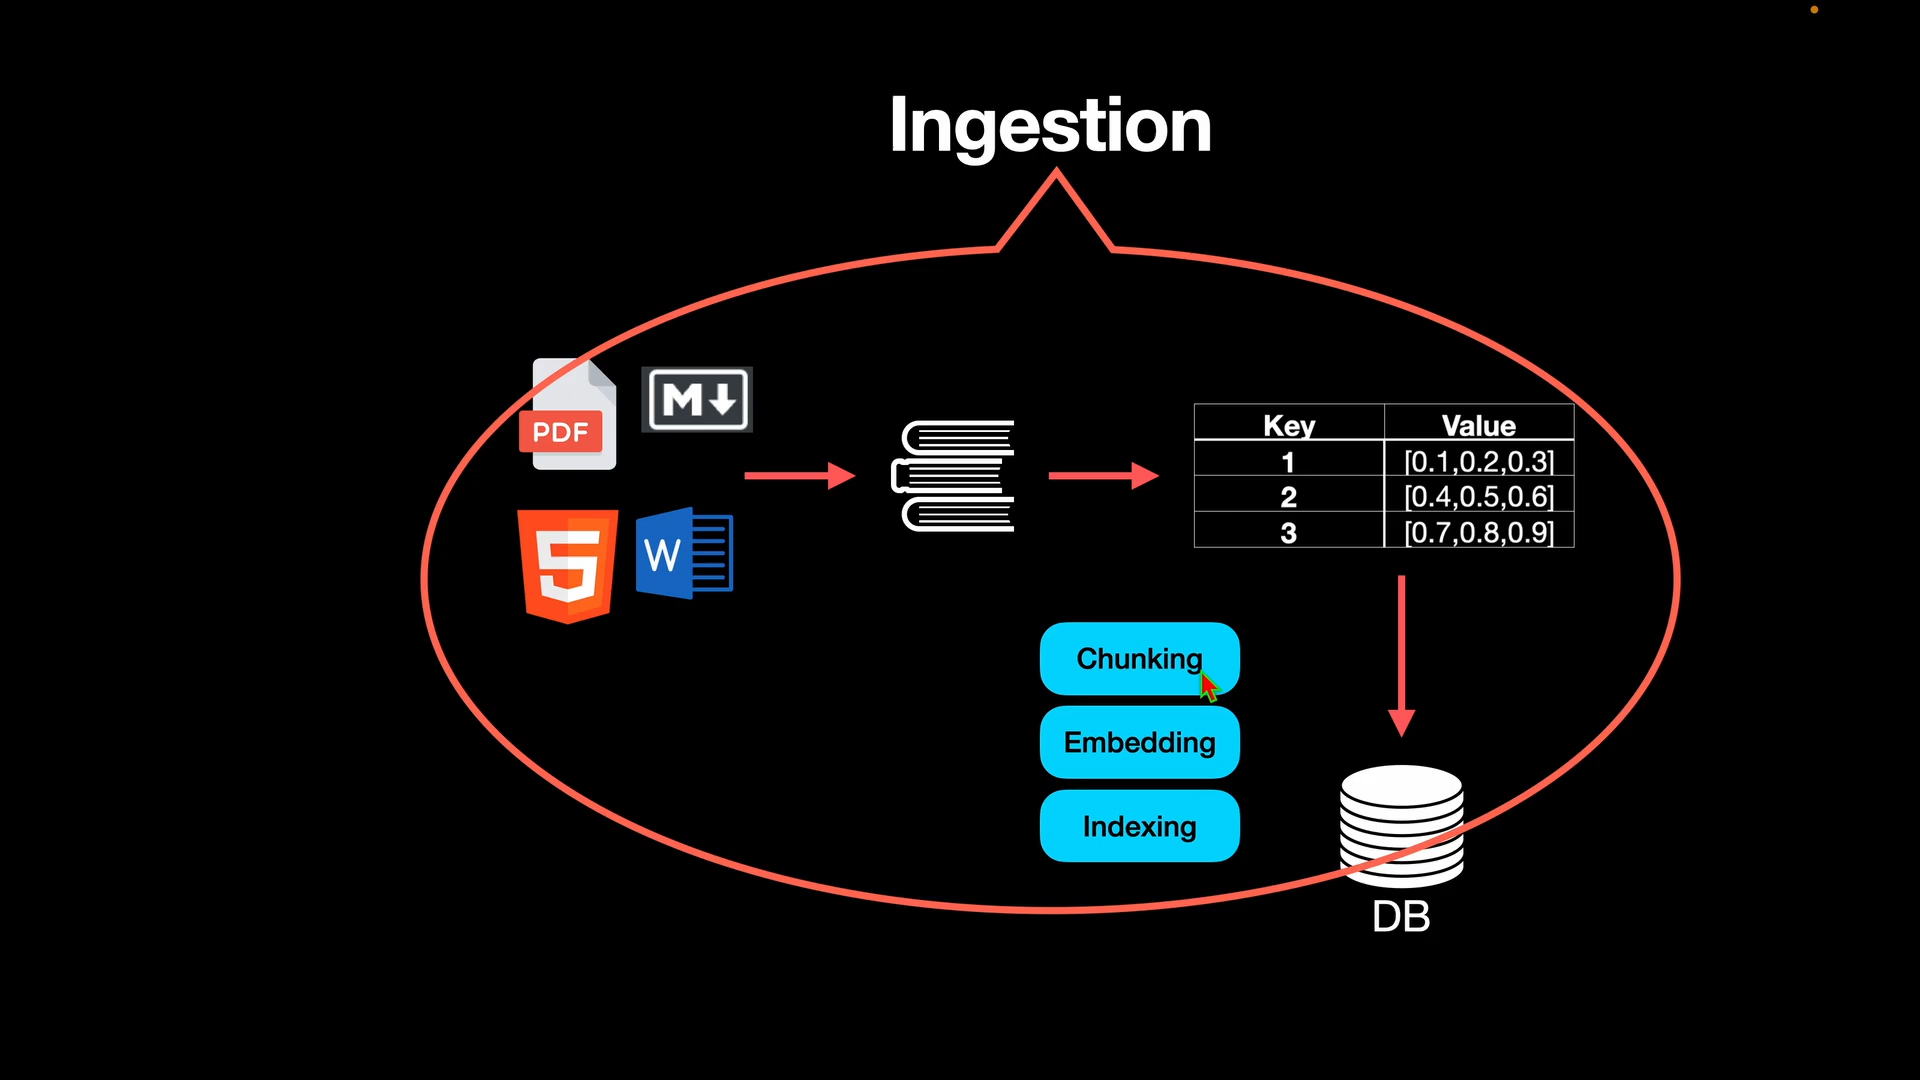 Ingestion
PDF
M
5
W
Key Value
1 [0.1,0.2,0.3]
2 [0.4,0.5,0.6]
3 [0.7,0.8,0.9]
Chunking
Embedding
Indexing
DB